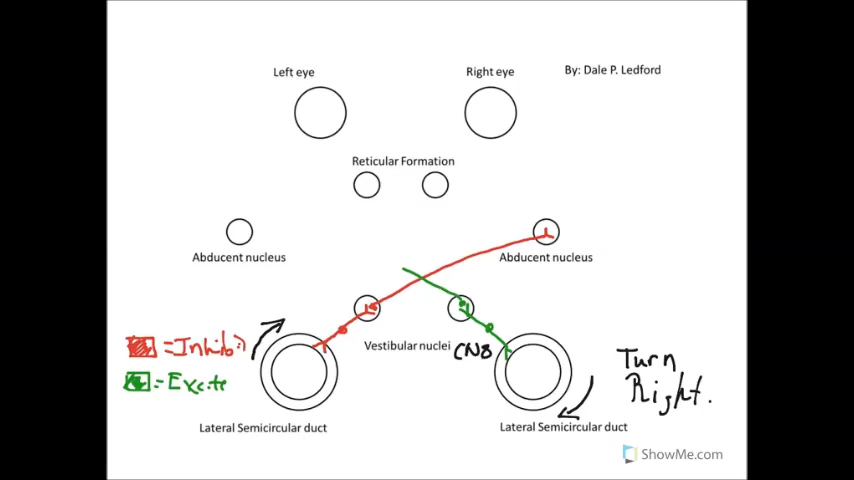 Left eye
Right eye
By: Dale P. Ledford
Reticular Formation
Abducent nucleus
Abducent nucleus
Vestibular nuclei
CN8
= Inhib
= Excite
Turn
Right.
Lateral Semicircular duct
Lateral Semicircular duct
ShowMe.com